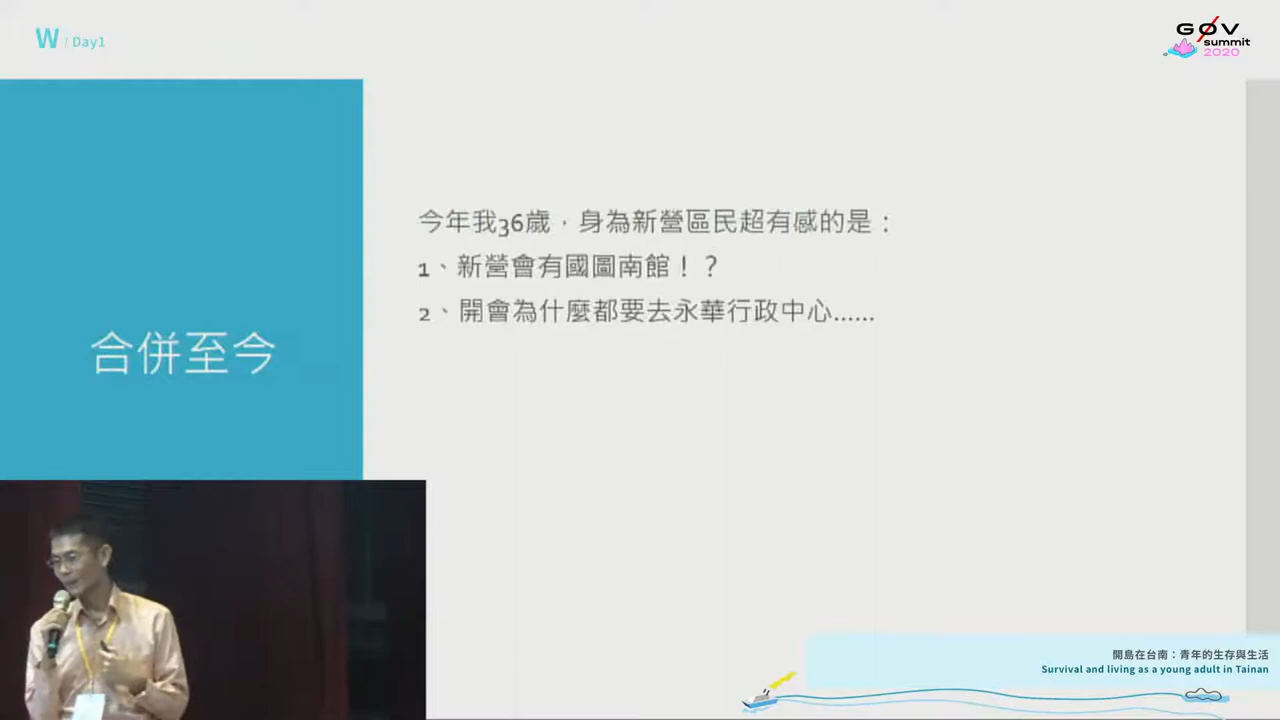 W / Day1
GØV
summit
2020
今年我36歲，身為新營區民超有感的是：
1、新營會有國圖南館！？
2、開會為什麼都要去永華行政中心......
合併至今
開島在台南：青年的生存與生活
Survival and living as a young adult in Tainan